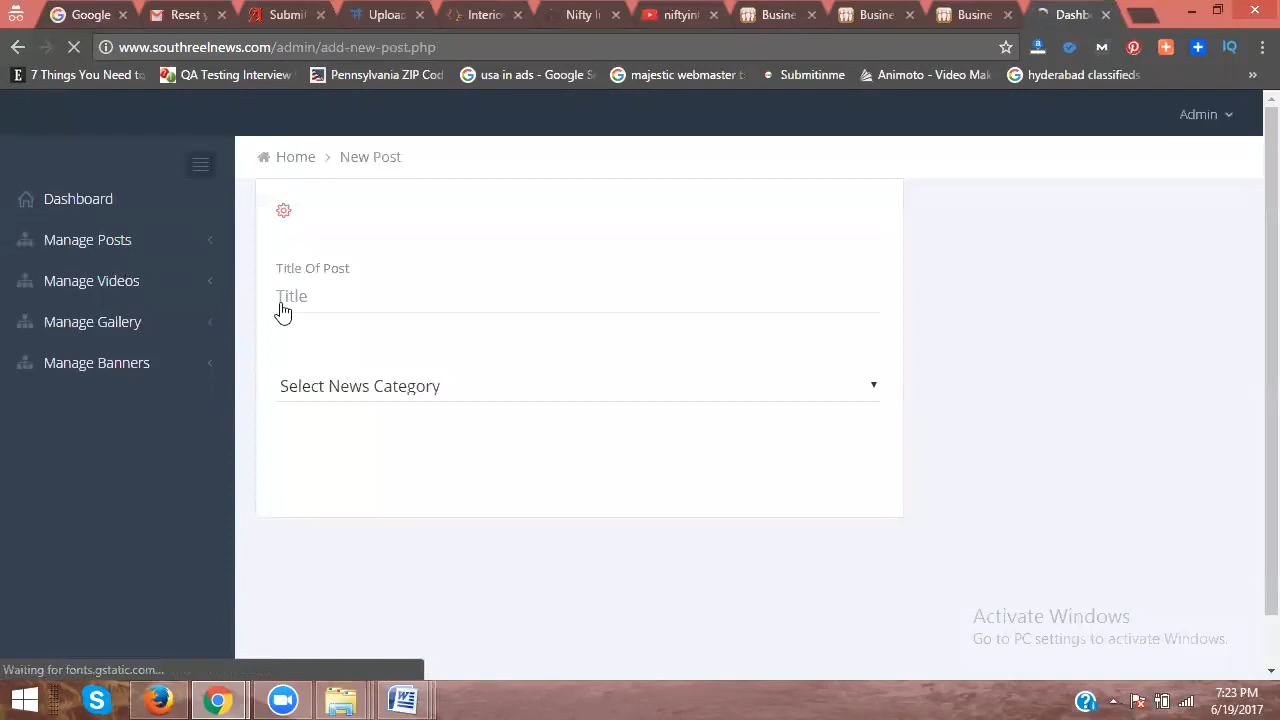 Google
Reset y
Submit
Upload
Interio
Nifty I
niftyin
Busine
Busine
Busine
Dashb
www.southreelnews.com/admin/add-new-post.php
7 Things You Need to
QA Testing Interview
Pennsylvania ZIP Cod
usa in ads - Google Se
majestic webmaster t
Submitinme
Animoto - Video Mak
hyderabad classifieds
»
Admin
Home > New Post
Dashboard
Manage Posts
Manage Videos
Manage Gallery
Manage Banners
Title Of Post
Title
Select News Category
Activate Windows
Go to PC settings to activate Windows.
Waiting for fonts.gstatic.com...
7:23 PM
6/19/2017